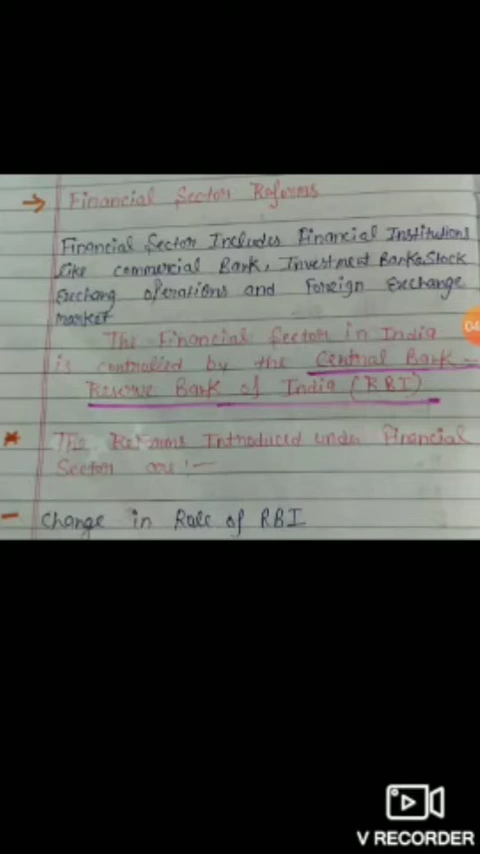 → Financial Sector Reforms
Financial Sector Includes Financial Institutions
Like commercial Bank, Investment Bank&Stock
Exchang operations and Foreign Exchange
market
The Financial Sector in India
is controlled by the Central Bank -
Reserve Bank of India (RBI)
* The Reforms Introduced under Financial
Sector are :-
- Change in Role of RBI
04
V RECORDER